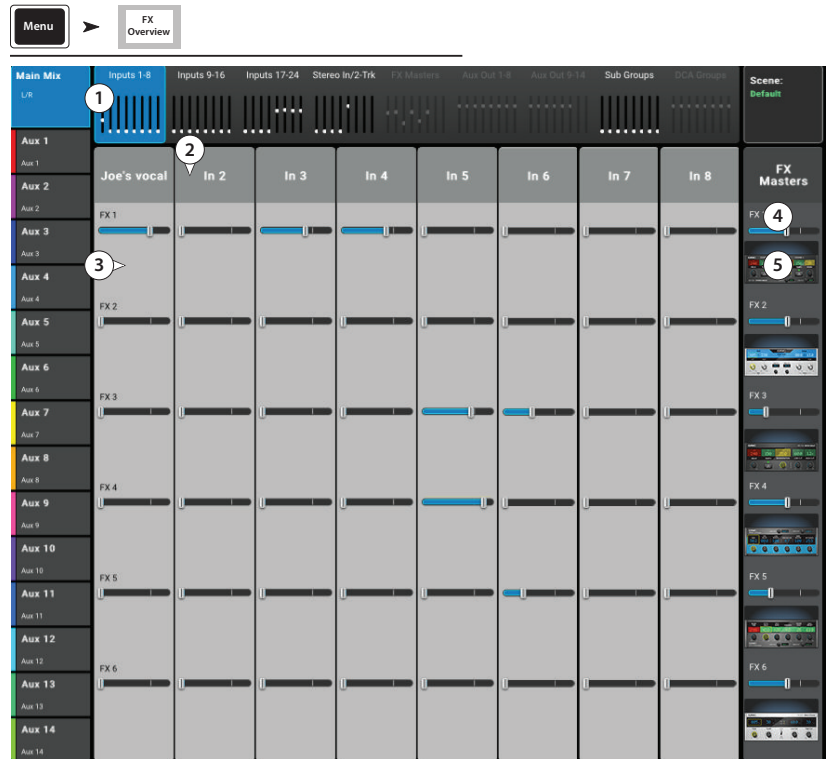 Menu
FX Overview
Main Mix
L/R
Inputs 1-8
Inputs 9-16
Inputs 17-24
Stereo In/2-Trk
FX Masters
Aux Out 1-8
Aux Out 9-14
Sub Groups
DCA Groups
Scene:
Default
1
2
Joe's vocal
In 2
In 3
In 4
In 5
In 6
In 7
In 8
FX Masters
Aux 1
Aux 1
Aux 2
Aux 2
Aux 3
Aux 3
Aux 4
Aux 4
Aux 5
Aux 5
Aux 6
Aux 6
Aux 7
Aux 7
Aux 8
Aux 8
Aux 9
Aux 9
Aux 10
Aux 10
Aux 11
Aux 11
Aux 12
Aux 12
Aux 13
Aux 13
Aux 14
Aux 14
FX 1
3
FX 2
FX 3
FX 4
FX 5
FX 6
FX
4
5
FX 2
FX 3
FX 4
FX 5
FX 6